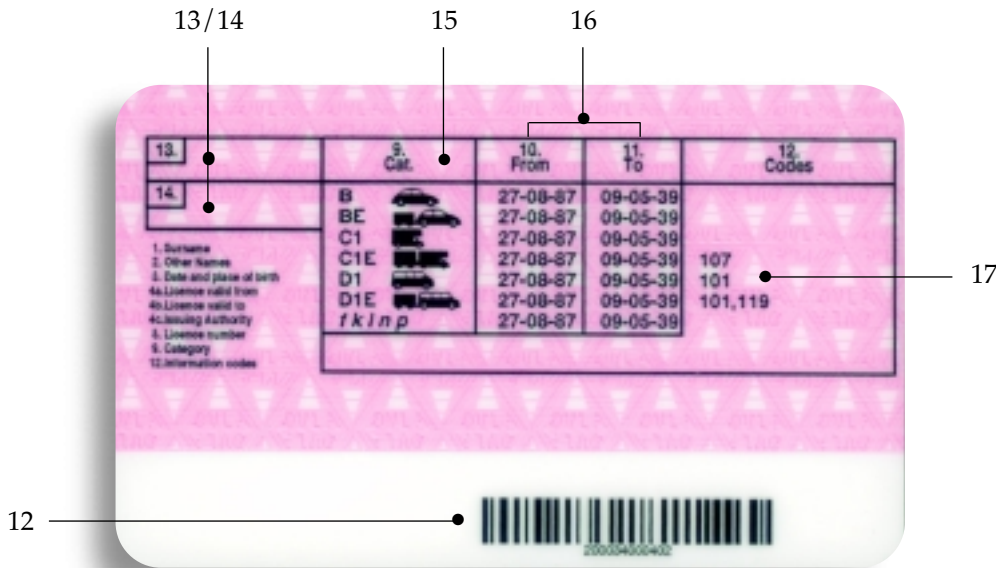 13/14 15 16
13. 9. 10. 11. 12.
Cat. From To Codes
14.
B 27-08-87 09-05-39
BE 27-08-87 09-05-39
C1 27-08-87 09-05-39
C1E 27-08-87 09-05-39 107
D1 27-08-87 09-05-39 101
D1E 27-08-87 09-05-39 101,119
fklnp 27-08-87 09-05-39
17
1. Surname
2. Other Names
3. Date and place of birth
4a. Licence valid from
4b. Licence valid to
4c. Issuing Authority
5. Licence number
9. Category
12. Information codes
12
200034000402